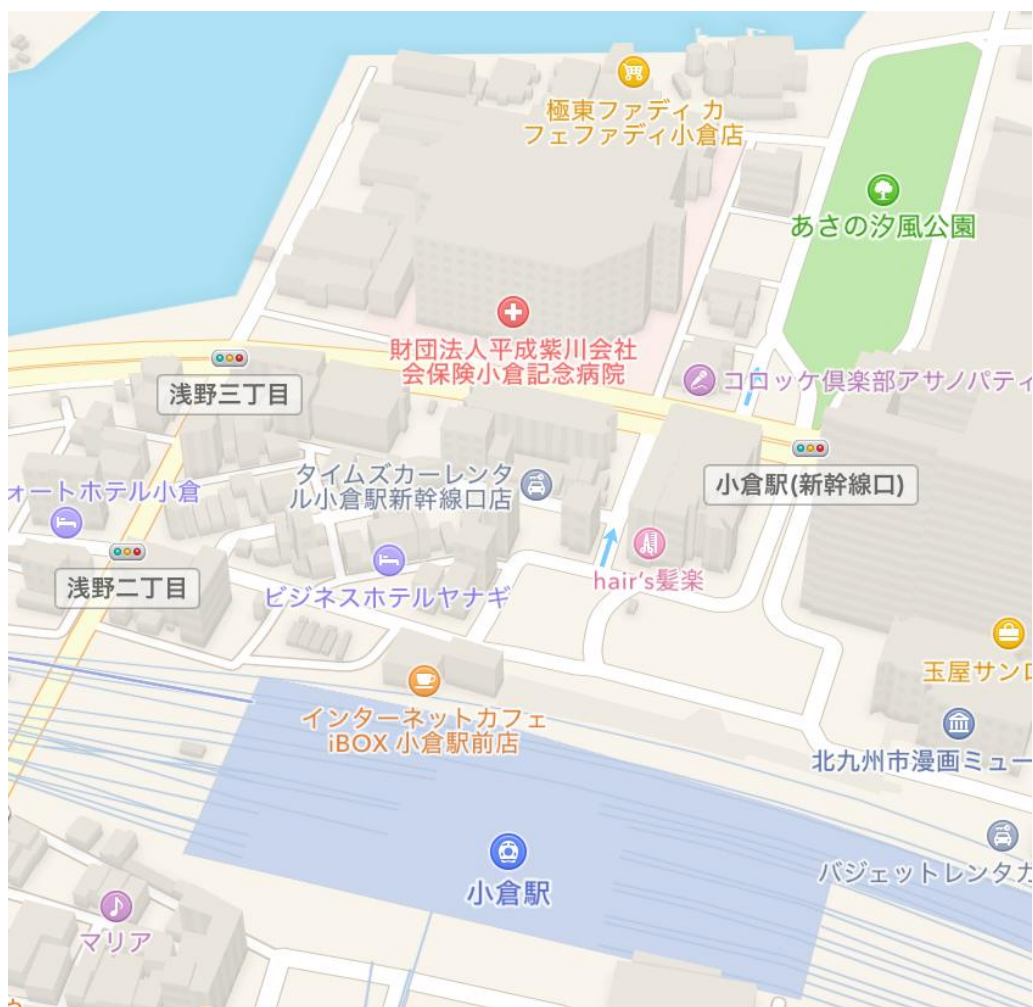 極東ファディ カ
フェファディ小倉店
あさの汐風公園
財団法人平成紫川会社
会保険小倉記念病院
コロッケ倶楽部アサノパティ
浅野三丁目
小倉駅(新幹線口)
タイムズカーレンタ
ル小倉駅新幹線口店
ォートホテル小倉
浅野二丁目
ビジネスホテルヤナギ
hair's髪楽
玉屋サンロ
インターネットカフェ
iBOX 小倉駅前店
北九州市漫画ミュー
バジェットレンタカ
小倉駅
マリア